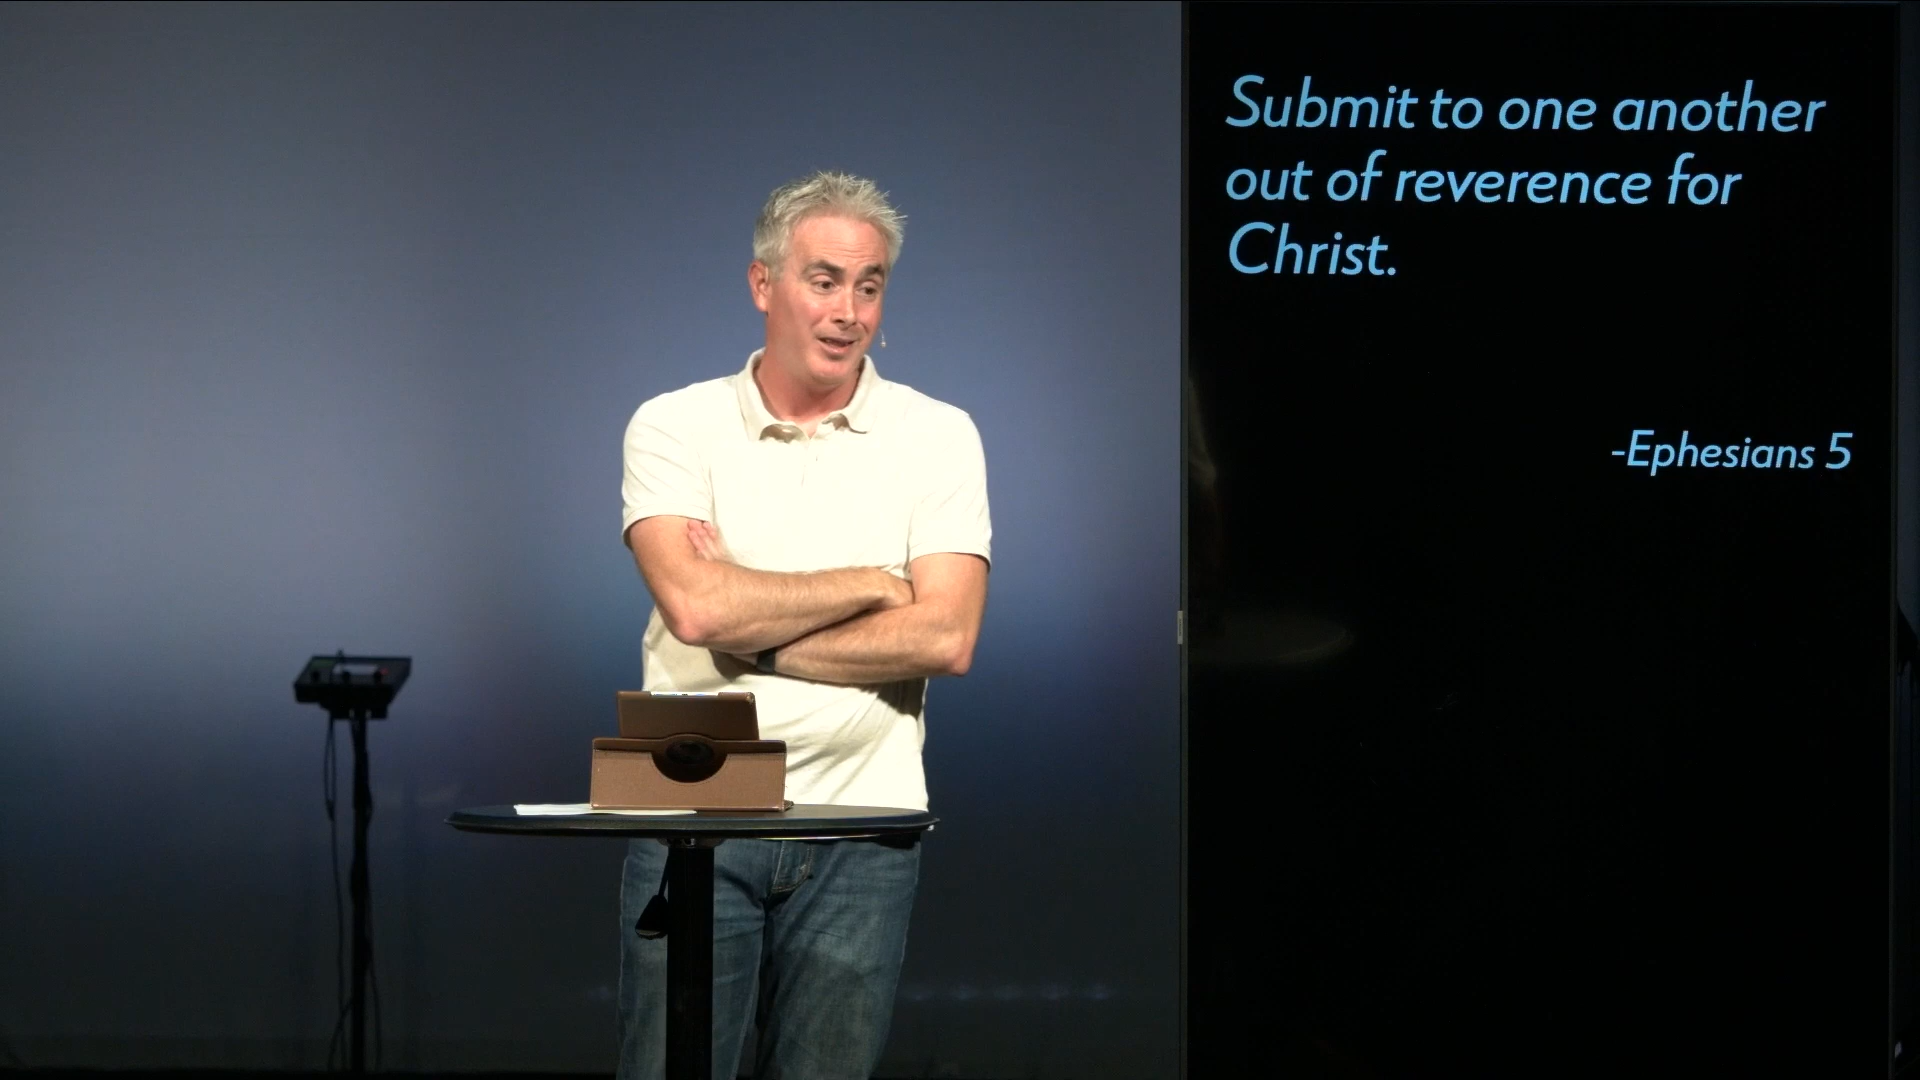 Submit to one another
out of reverence for
Christ.
-Ephesians 5